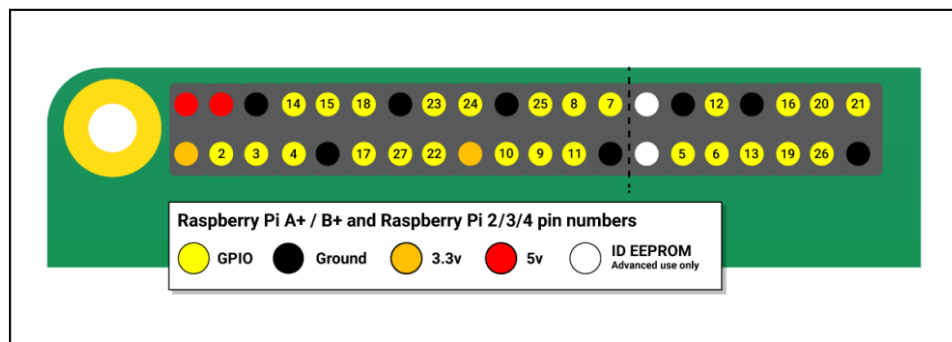 14 15 18 23 24 25 8 7 12 16 20 21
2 3 4 17 27 22 10 9 11 5 6 13 19 26
Raspberry Pi A+ / B+ and Raspberry Pi 2/3/4 pin numbers
GPIO Ground 3.3v 5v ID EEPROM
Advanced use only